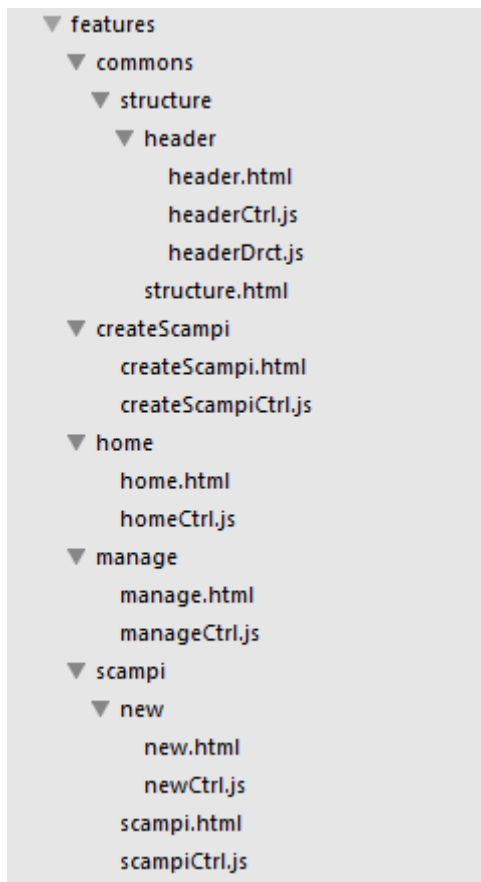 features
commons
structure
header
header.html
headerCtrl.js
headerDrct.js
structure.html
createScampi
createScampi.html
createScampiCtrl.js
home
home.html
homeCtrl.js
manage
manage.html
manageCtrl.js
scampi
new
new.html
newCtrl.js
scampi.html
scampiCtrl.js